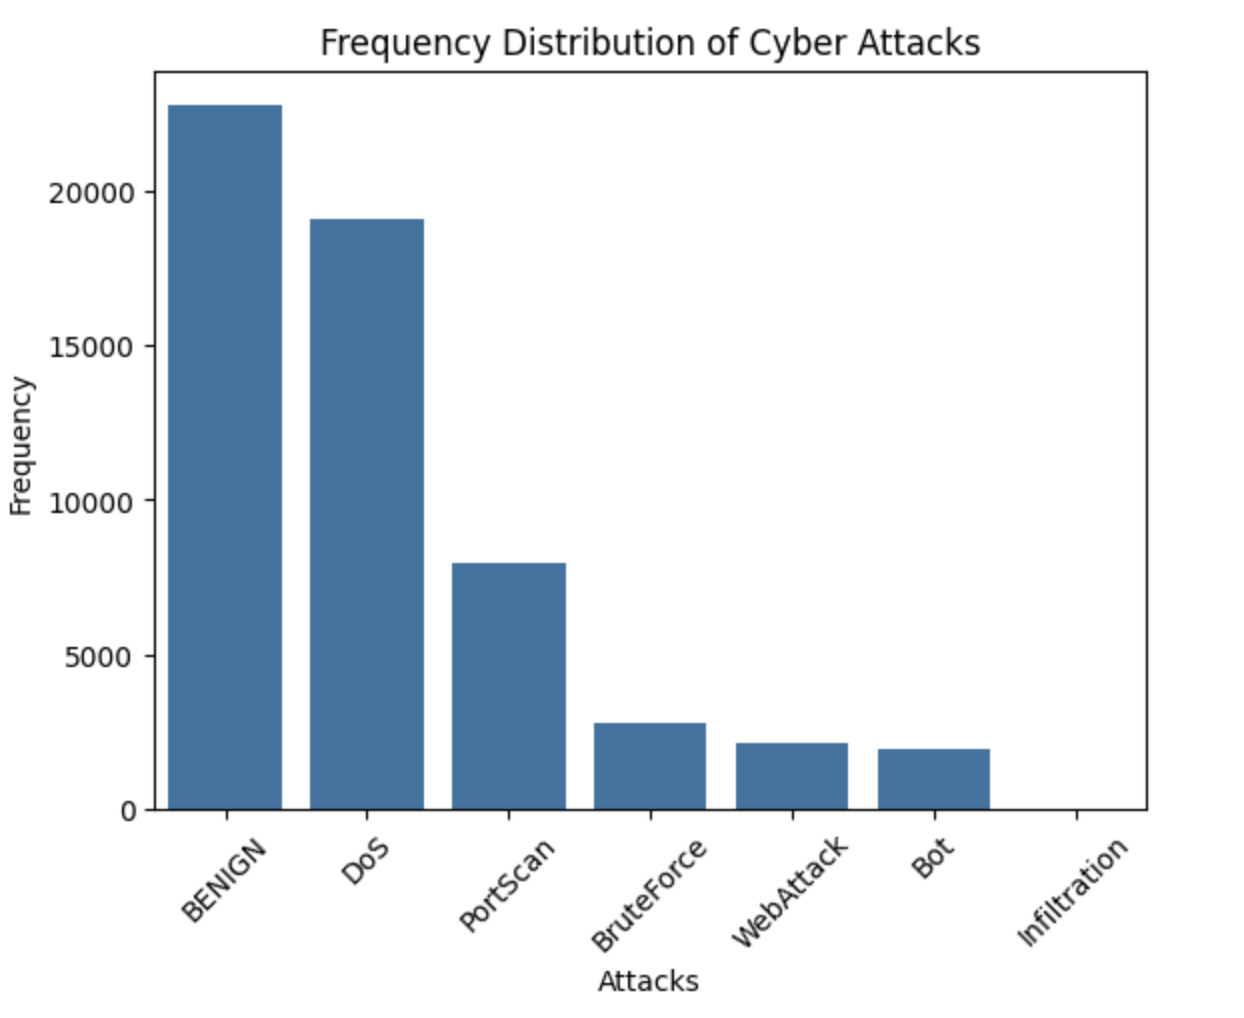 Frequency Distribution of Cyber Attacks
Frequency
20000
15000
10000
5000
0
BENIGN
DoS
PortScan
BruteForce
WebAttack
Bot
Infiltration
Attacks